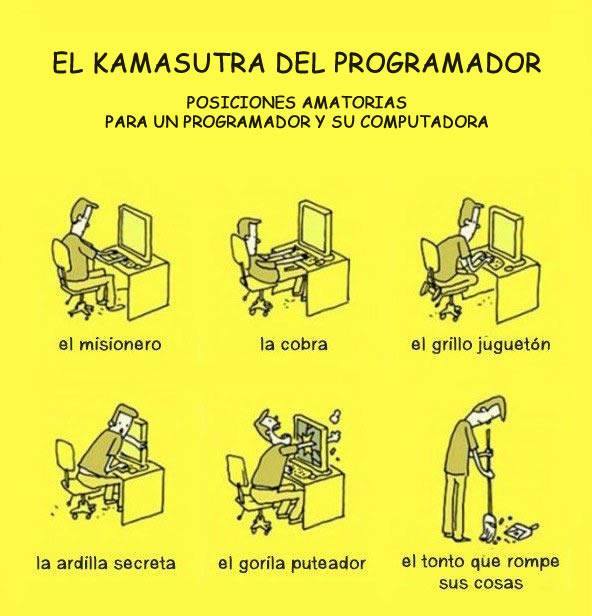 EL KAMASUTRA DEL PROGRAMADOR
POSICIONES AMATORIAS
PARA UN PROGRAMADOR Y SU COMPUTADORA
el misionero
la cobra
el grillo juguetón
la ardilla secreta
el gorila puteador
el tonto que rompe
sus cosas